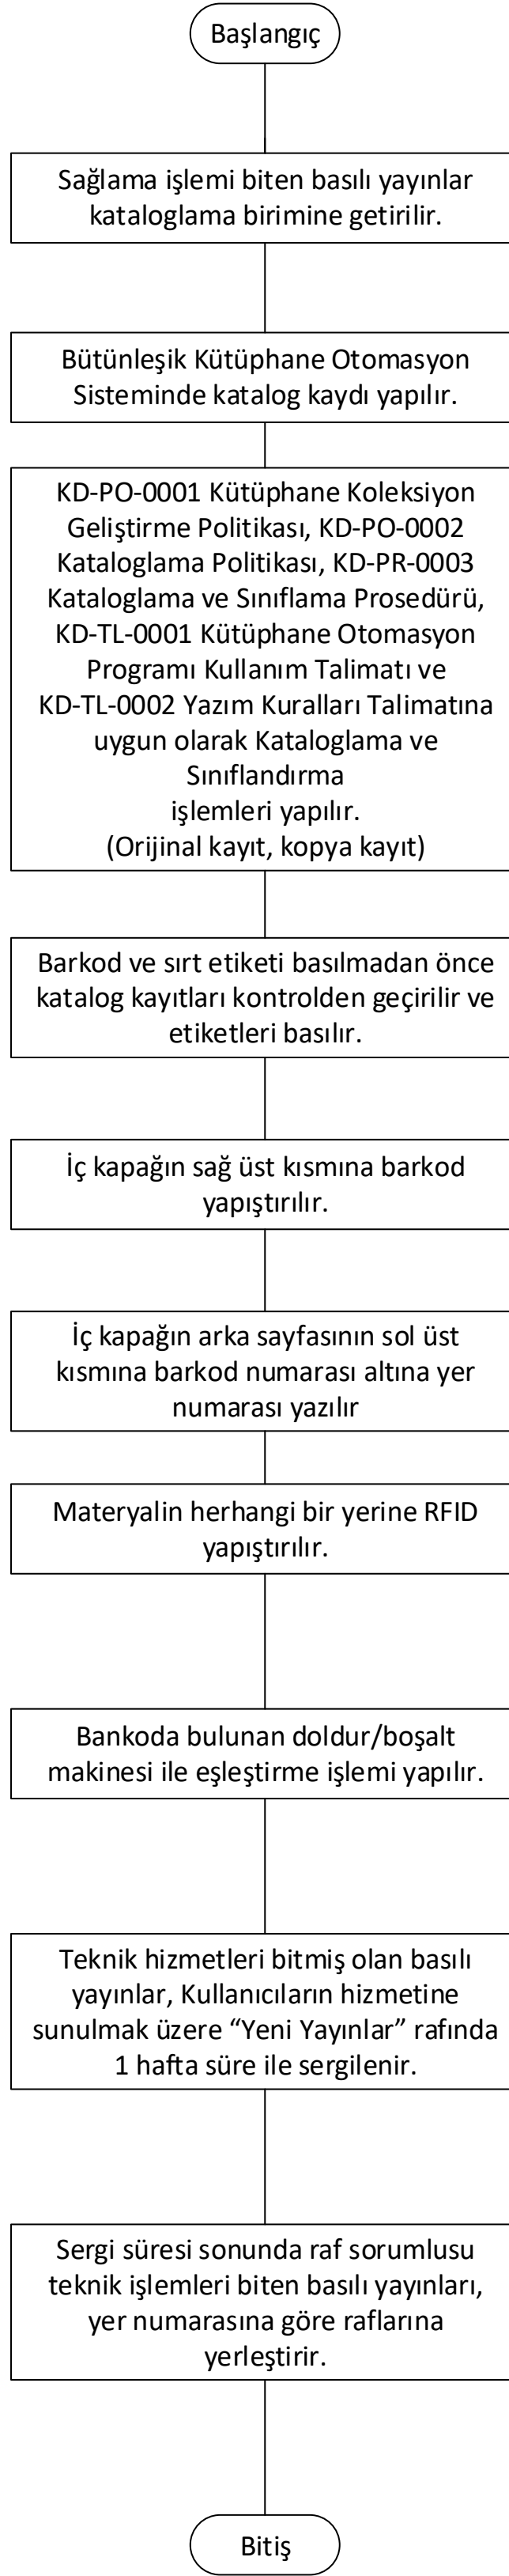 Başlangıç
Sağlama işlemi biten basılı yayınlar
kataloglama birimine getirilir.
Bütünleşik Kütüphane Otomasyon
Sisteminde katalog kaydı yapılır.
KD-PO-0001 Kütüphane Koleksiyon
Geliştirme Politikası, KD-PO-0002
Kataloglama Politikası, KD-PR-0003
Kataloglama ve Sınıflama Prosedürü,
KD-TL-0001 Kütüphane Otomasyon
Programı Kullanım Talimatı ve
KD-TL-0002 Yazım Kuralları Talimatına
uygun olarak Kataloglama ve
Sınıflandırma
işlemleri yapılır.
(Orijinal kayıt, kopya kayıt)
Barkod ve sırt etiketi basılmadan önce
katalog kayıtları kontrolden geçirilir ve
etiketleri basılır.
İç kapağın sağ üst kısmına barkod
yapıştırılır.
İç kapağın arka sayfasının sol üst
kısmına barkod numarası altına yer
numarası yazılır
Materyalin herhangi bir yerine RFID
yapıştırılır.
Bankoda bulunan doldur/boşalt
makinesi ile eşleştirme işlemi yapılır.
Teknik hizmetleri bitmiş olan basılı
yayınlar, Kullanıcıların hizmetine
sunulmak üzere “Yeni Yayınlar” rafında
1 hafta süre ile sergilenir.
Sergi süresi sonunda raf sorumlusu
teknik işlemleri biten basılı yayınları,
yer numarasına göre raflarına
yerleştirir.
Bitiş